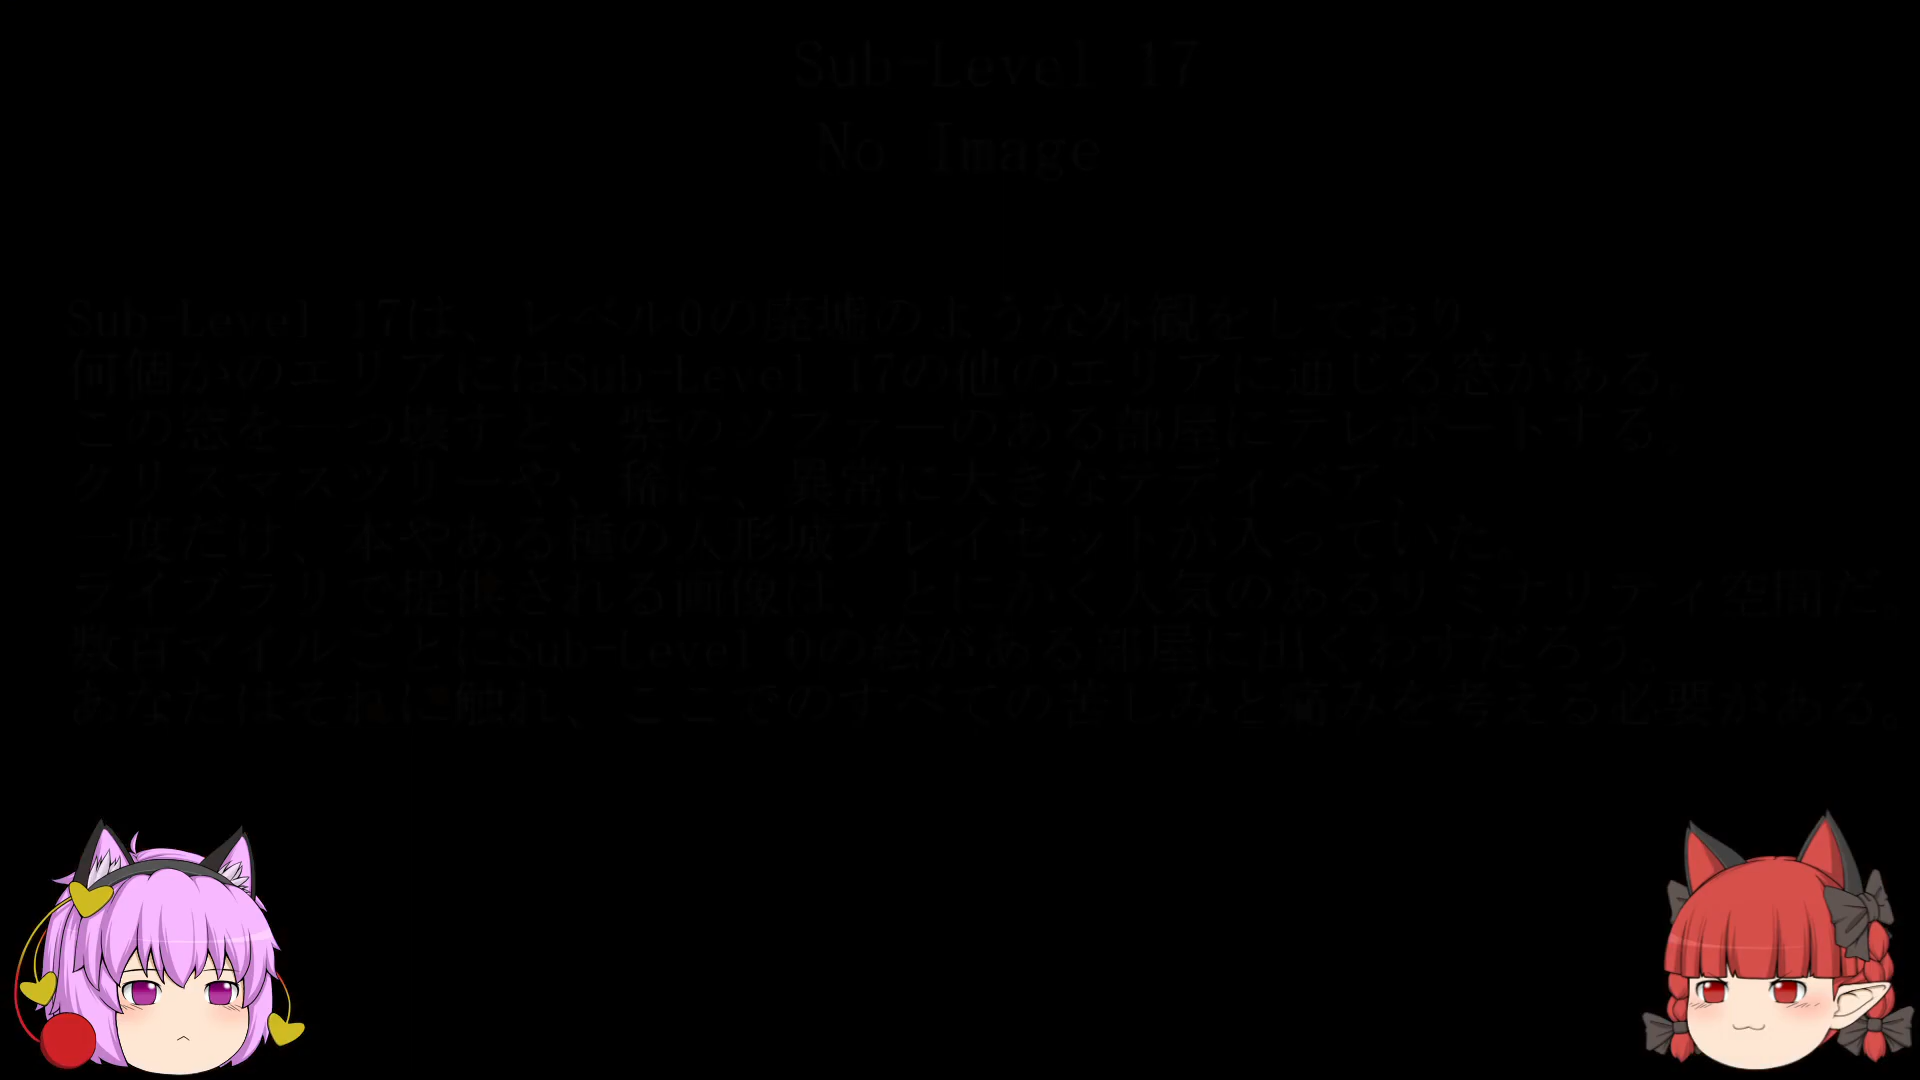 Sub-Level 17
No Image
Sub-Level 17は、レベル0の廃墟のような外観をしており、
何個かのエリアにはSub-Level 17の他のエリアに通じる窓がある。
この窓を一つ壊すと、紫のソファーのある部屋にテレポートする。
クリスマスツリーや、稀に、異常に大きなテディベア、
一度だけ、本やある種の人形城プレイセットが入っていた。
ライブラリで提供される画像は、とにかく人気のあるリミナリティ空間だ。
数百マイルごとにSub-Level 0の絵がある部屋に出くわすだろう。
あなたはそれに触れ、ここでのすべての苦しみと痛みを考える必要がある。